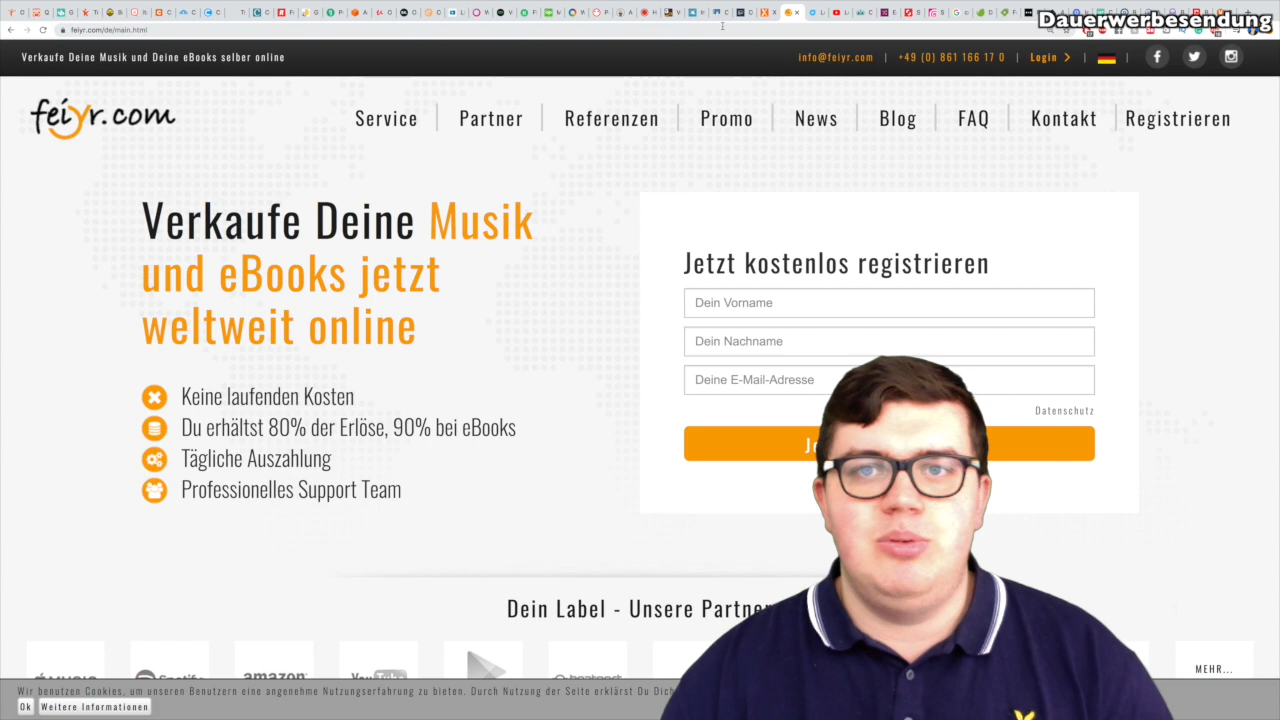 Dauerwerbesendung
feiyr.com/de/main.html
Verkaufe Deine Musik und Deine eBooks selber online
info@feiyr.com | +49 (0) 861 166 17 0 | Login |
feiyr.com
Service Partner Referenzen Promo News Blog FAQ Kontakt Registrieren
Verkaufe Deine Musik
und eBooks jetzt
weltweit online
Keine laufenden Kosten
Du erhältst 80% der Erlöse, 90% bei eBooks
Tägliche Auszahlung
Professionelles Support Team
Jetzt kostenlos registrieren
Dein Vorname
Dein Nachname
Deine E-Mail-Adresse
Datenschutz
Dein Label - Unsere Partner
MUSIC Spotify amazon YouTube beatport MEHR...
Wir benutzen Cookies, um unseren Benutzern eine angenehme Nutzungserfahrung zu bieten. Durch Nutzung der Seite erklärst Du Dich
Ok Weitere Informationen